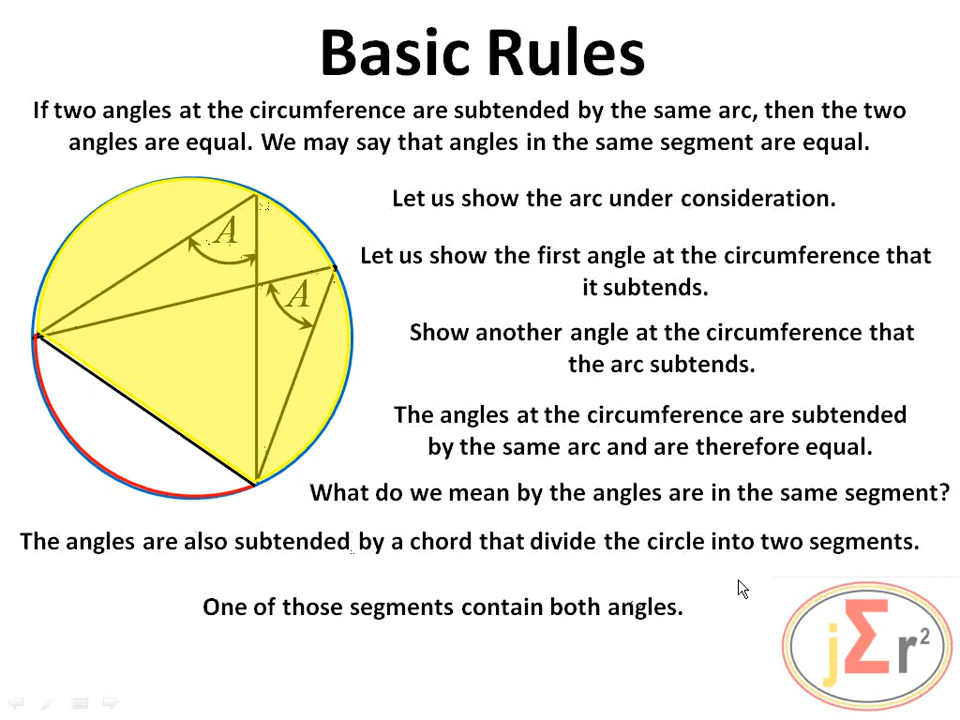 Basic Rules
If two angles at the circumference are subtended by the same arc, then the two
angles are equal. We may say that angles in the same segment are equal.
Let us show the arc under consideration.
A
Let us show the first angle at the circumference that
it subtends.
A
Show another angle at the circumference that
the arc subtends.
The angles at the circumference are subtended
by the same arc and are therefore equal.
What do we mean by the angles are in the same segment?
The angles are also subtended by a chord that divide the circle into two segments.
One of those segments contain both angles.
jΣr²